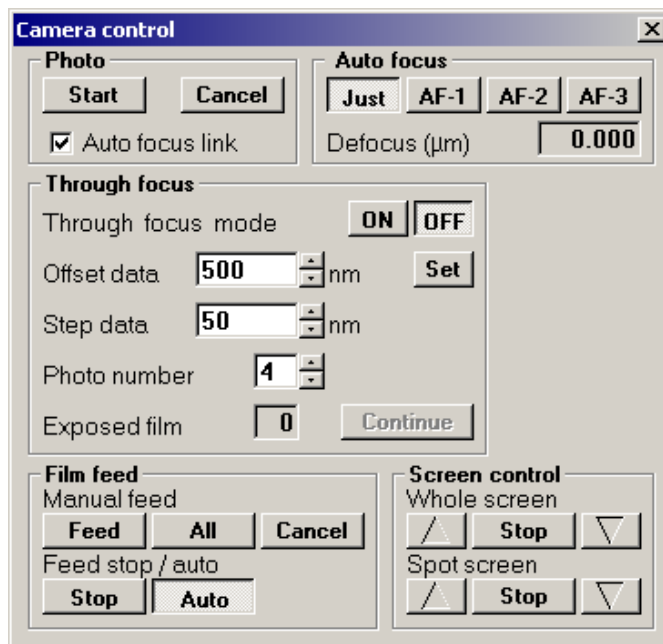 Camera control
Photo
Start Cancel
Auto focus link
Auto focus
Just AF-1 AF-2 AF-3
Defocus (µm) 0.000
Through focus
Through focus mode ON OFF
Offset data 500 nm Set
Step data 50 nm
Photo number 4
Exposed film 0 Continue
Film feed
Manual feed
Feed All Cancel
Feed stop / auto
Stop Auto
Screen control
Whole screen
Stop
Spot screen
Stop